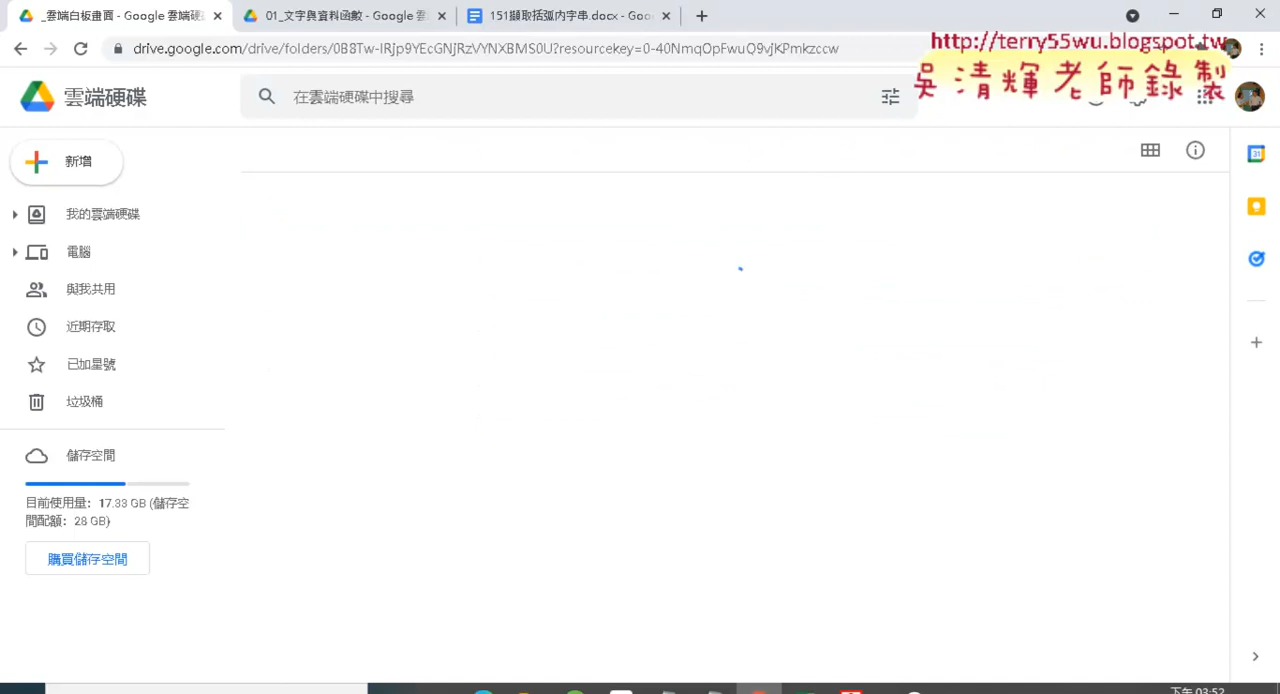 _雲端白板畫面 - Google 雲端硬
01_文字與資料函數 - Google 雲
151擷取括弧內字串.docx - Goo
drive.google.com/drive/folders/0B8Tw-IRjp9YEcGNjRzVYNXBMS0U?resourcekey=0-40NmqOpFwuQ9vjKPmkzccw
http://terry55wu.blogspot.tw
吳清輝老師錄製
雲端硬碟
在雲端硬碟中搜尋
新增
我的雲端硬碟
電腦
與我共用
近期存取
已加星號
垃圾桶
儲存空間
目前使用量: 17.33 GB (儲存空
間配額: 28 GB)
購買儲存空間
31
下午 03:52